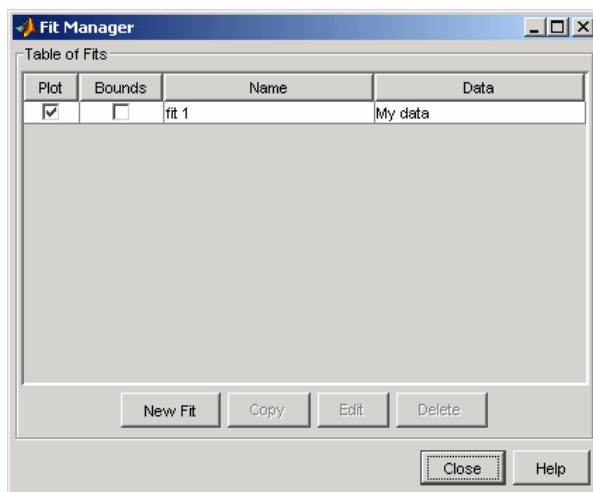 Fit Manager
Table of Fits
Plot Bounds Name Data
fit 1 My data
New Fit Copy Edit Delete
Close Help